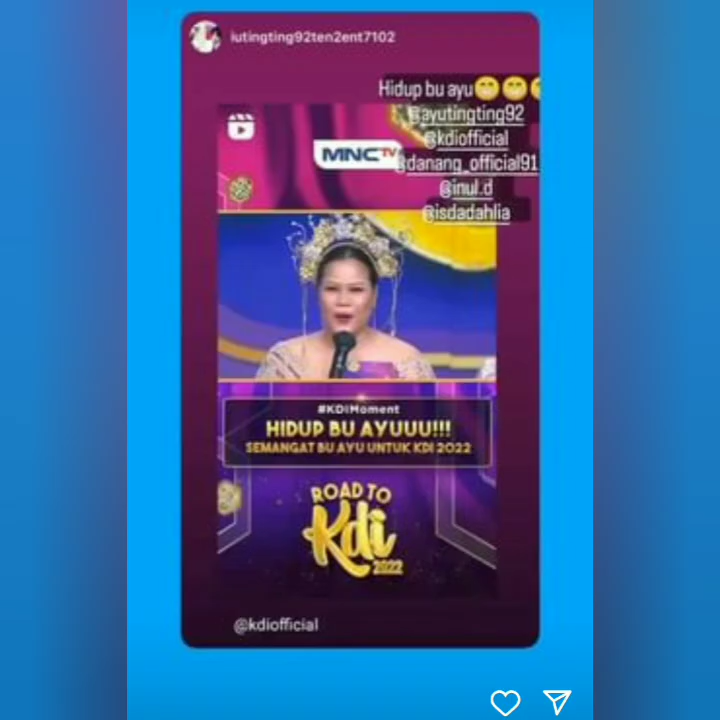 iutingting92ten2ent7102
Hidup bu ayu😁😁
@ayutingting92
@kdiofficial
@danang_official91
@inul.d
@isdadahlia
MNCTV
#KDIMoment
HIDUP BU AYUUU!!!
SEMANGAT BU AYU UNTUK KDI 2022
ROAD TO
Kdi
2022
@kdiofficial